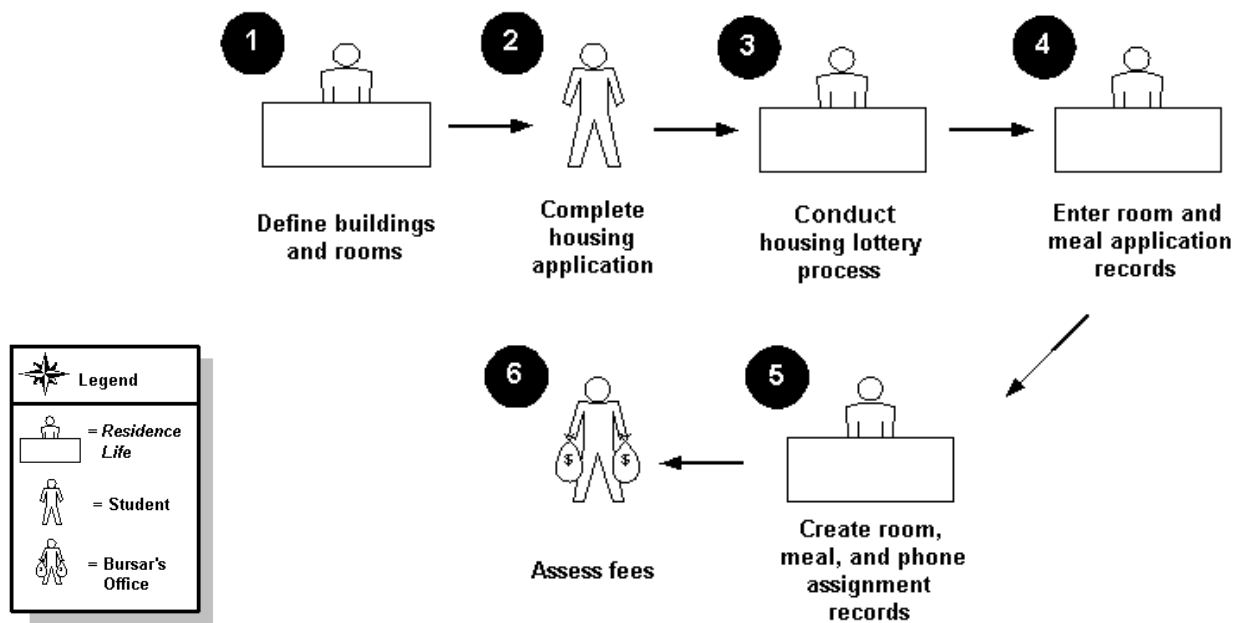 1
Define buildings
and rooms
2
Complete
housing
application
3
Conduct
housing lottery
process
4
Enter room and
meal application
records
5
Create room,
meal, and phone
assignment
records
6
$ $
Assess fees
Legend
= Residence
Life
= Student
= Bursar's
Office